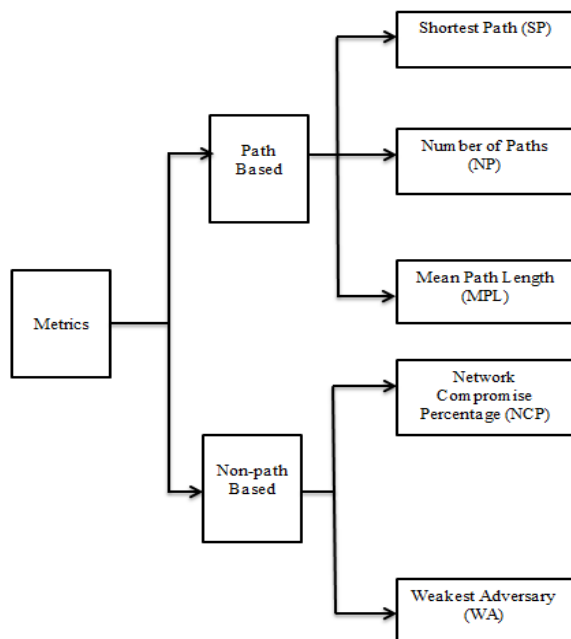 Shortest Path (SP)
Path
Based
Number of Paths
(NP)
Mean Path Length
(MPL)
Metrics
Network
Compromise
Percentage (NCP)
Non-path
Based
Weakest Adversary
(WA)